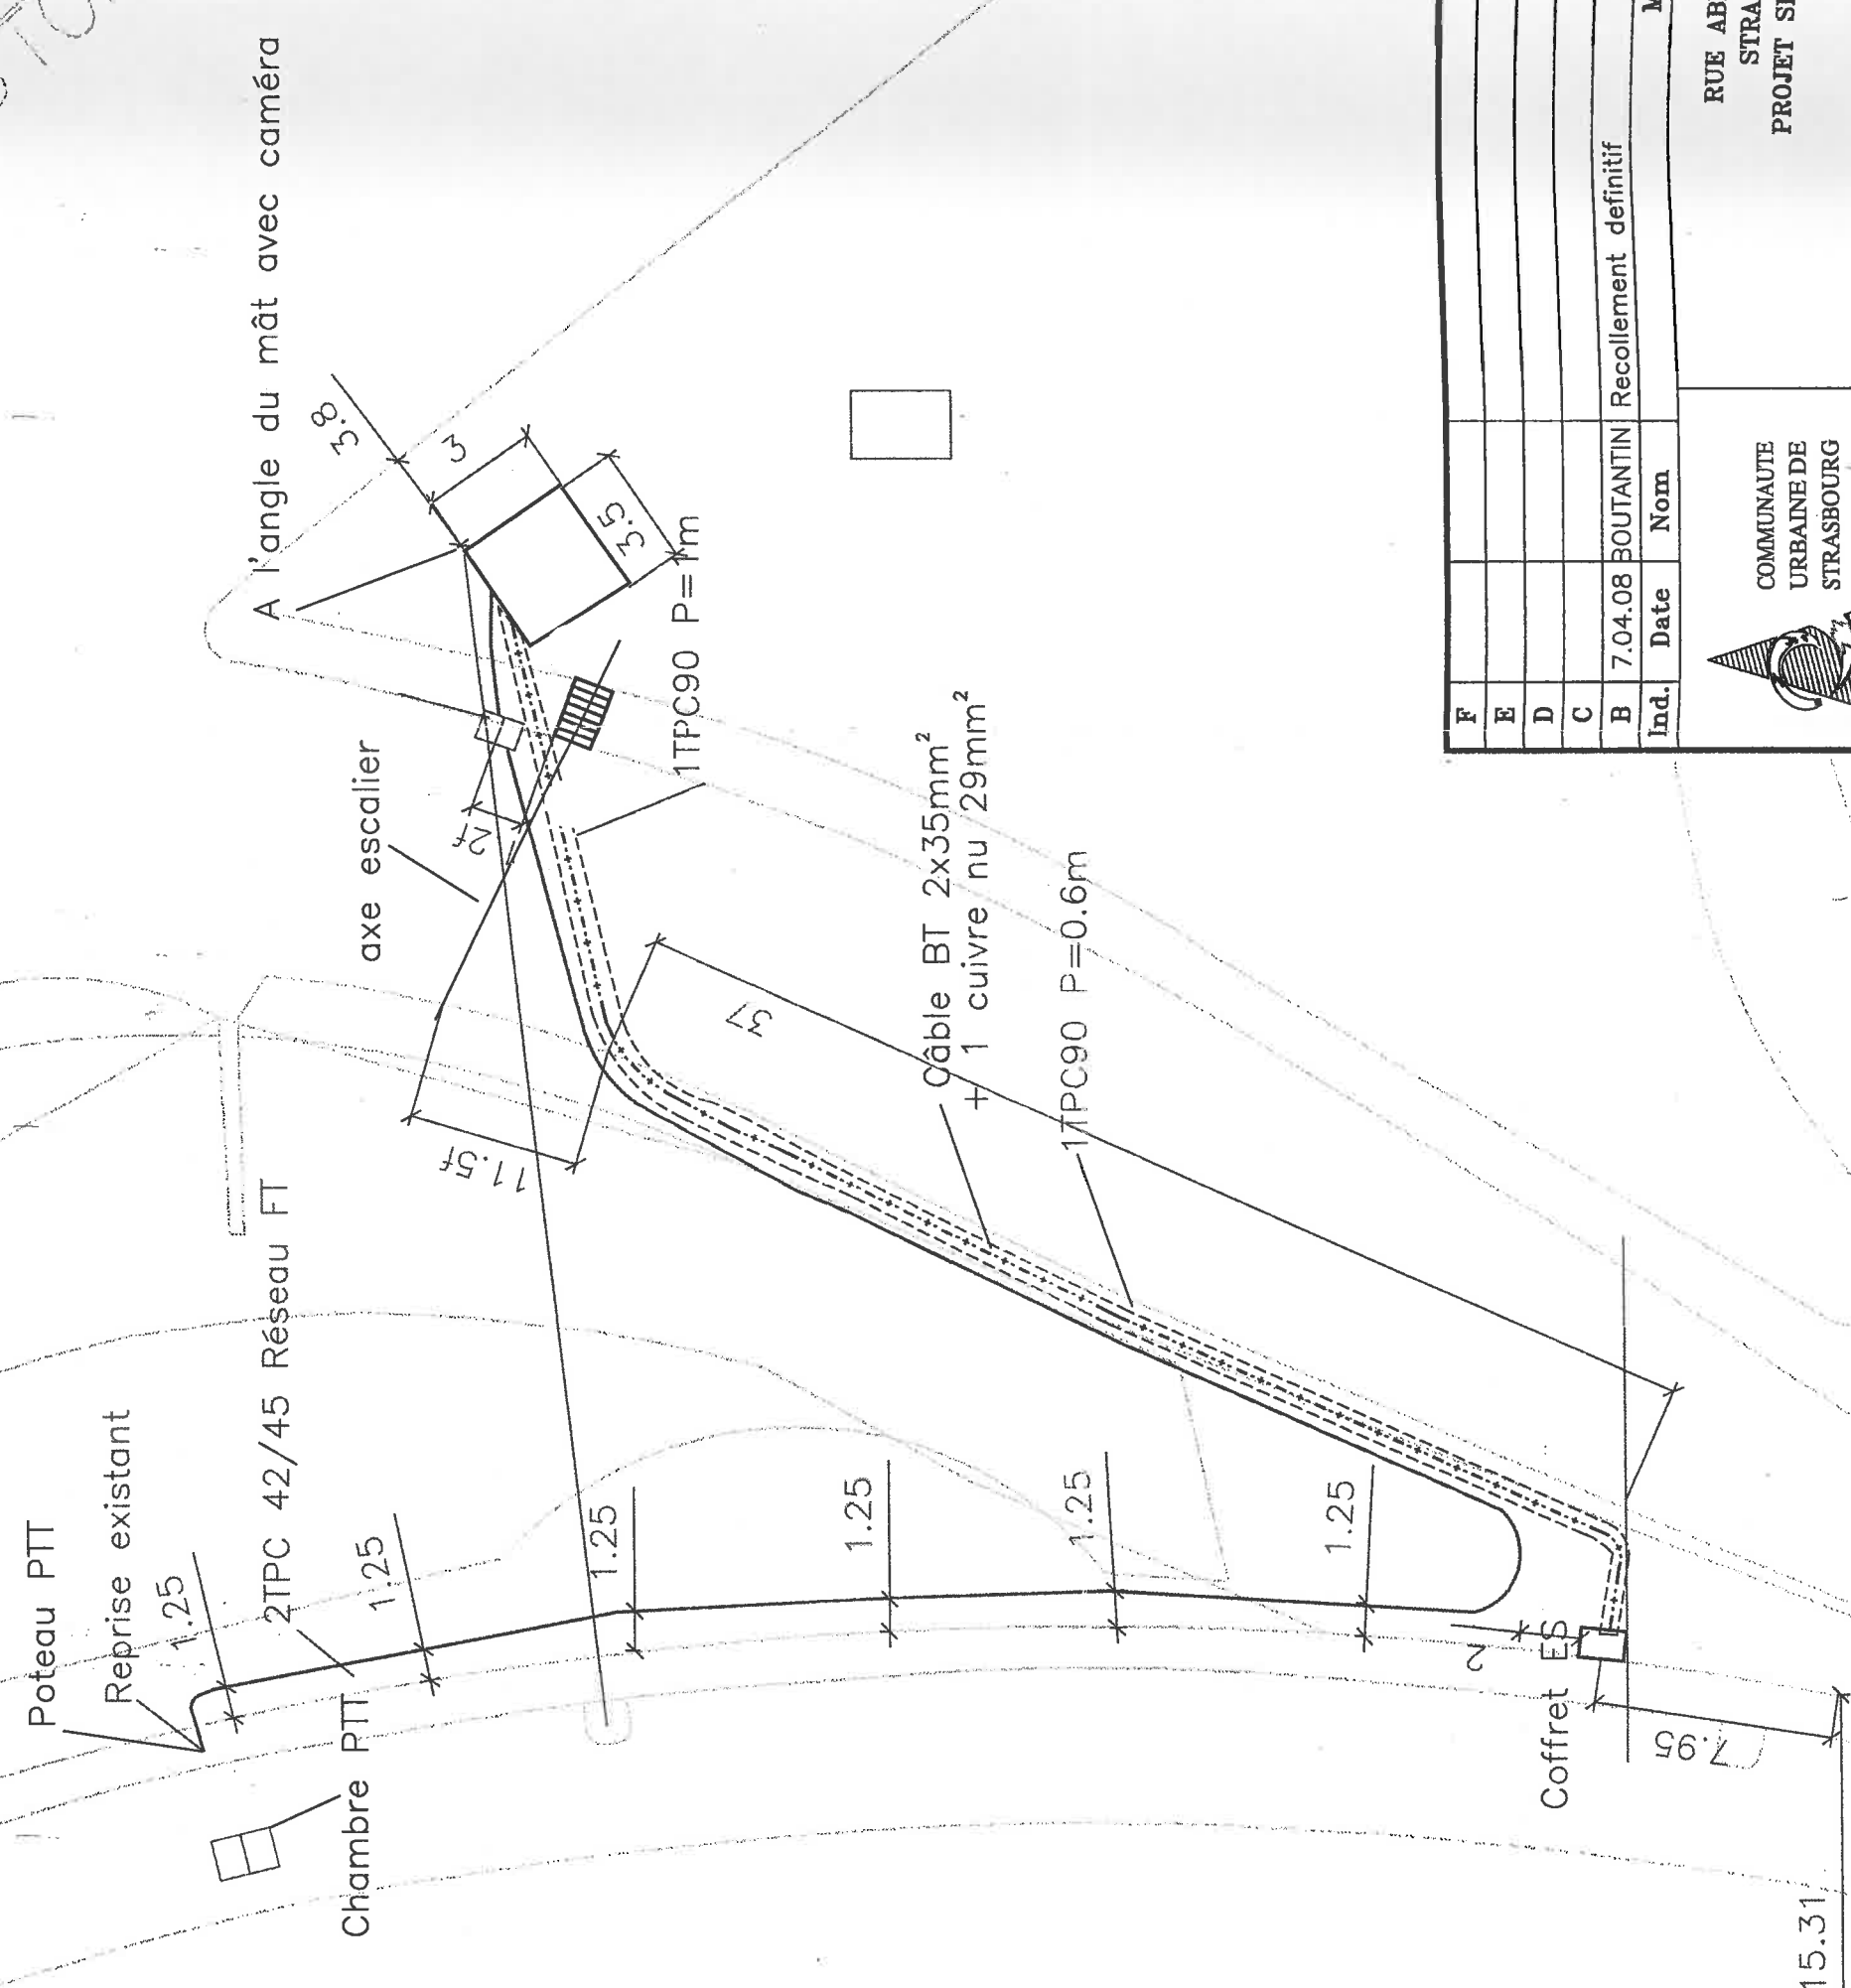 A l'angle du mât avec caméra
3.8
3
3.5
1TPC90 P=1m
axe escalier
2f
11.5f
37
Câble BT 2x35mm²
+ 1 cuivre nu 29mm²
1TPC90 P=0.6m
Poteau PTT
Reprise existant
1.25
2TPC 42/45 Réseau FT
1.25
Chambre PTT
1.25
1.25
1.25
1.25
2
Coffret ES
7.95
15.31
F
E
D
C
B 7.04.08 BOUTANTIN Recollement definitif
Ind. Date Nom M
COMMUNAUTE
URBAINE DE
STRASBOURG
RUE AB
STRA
PROJET